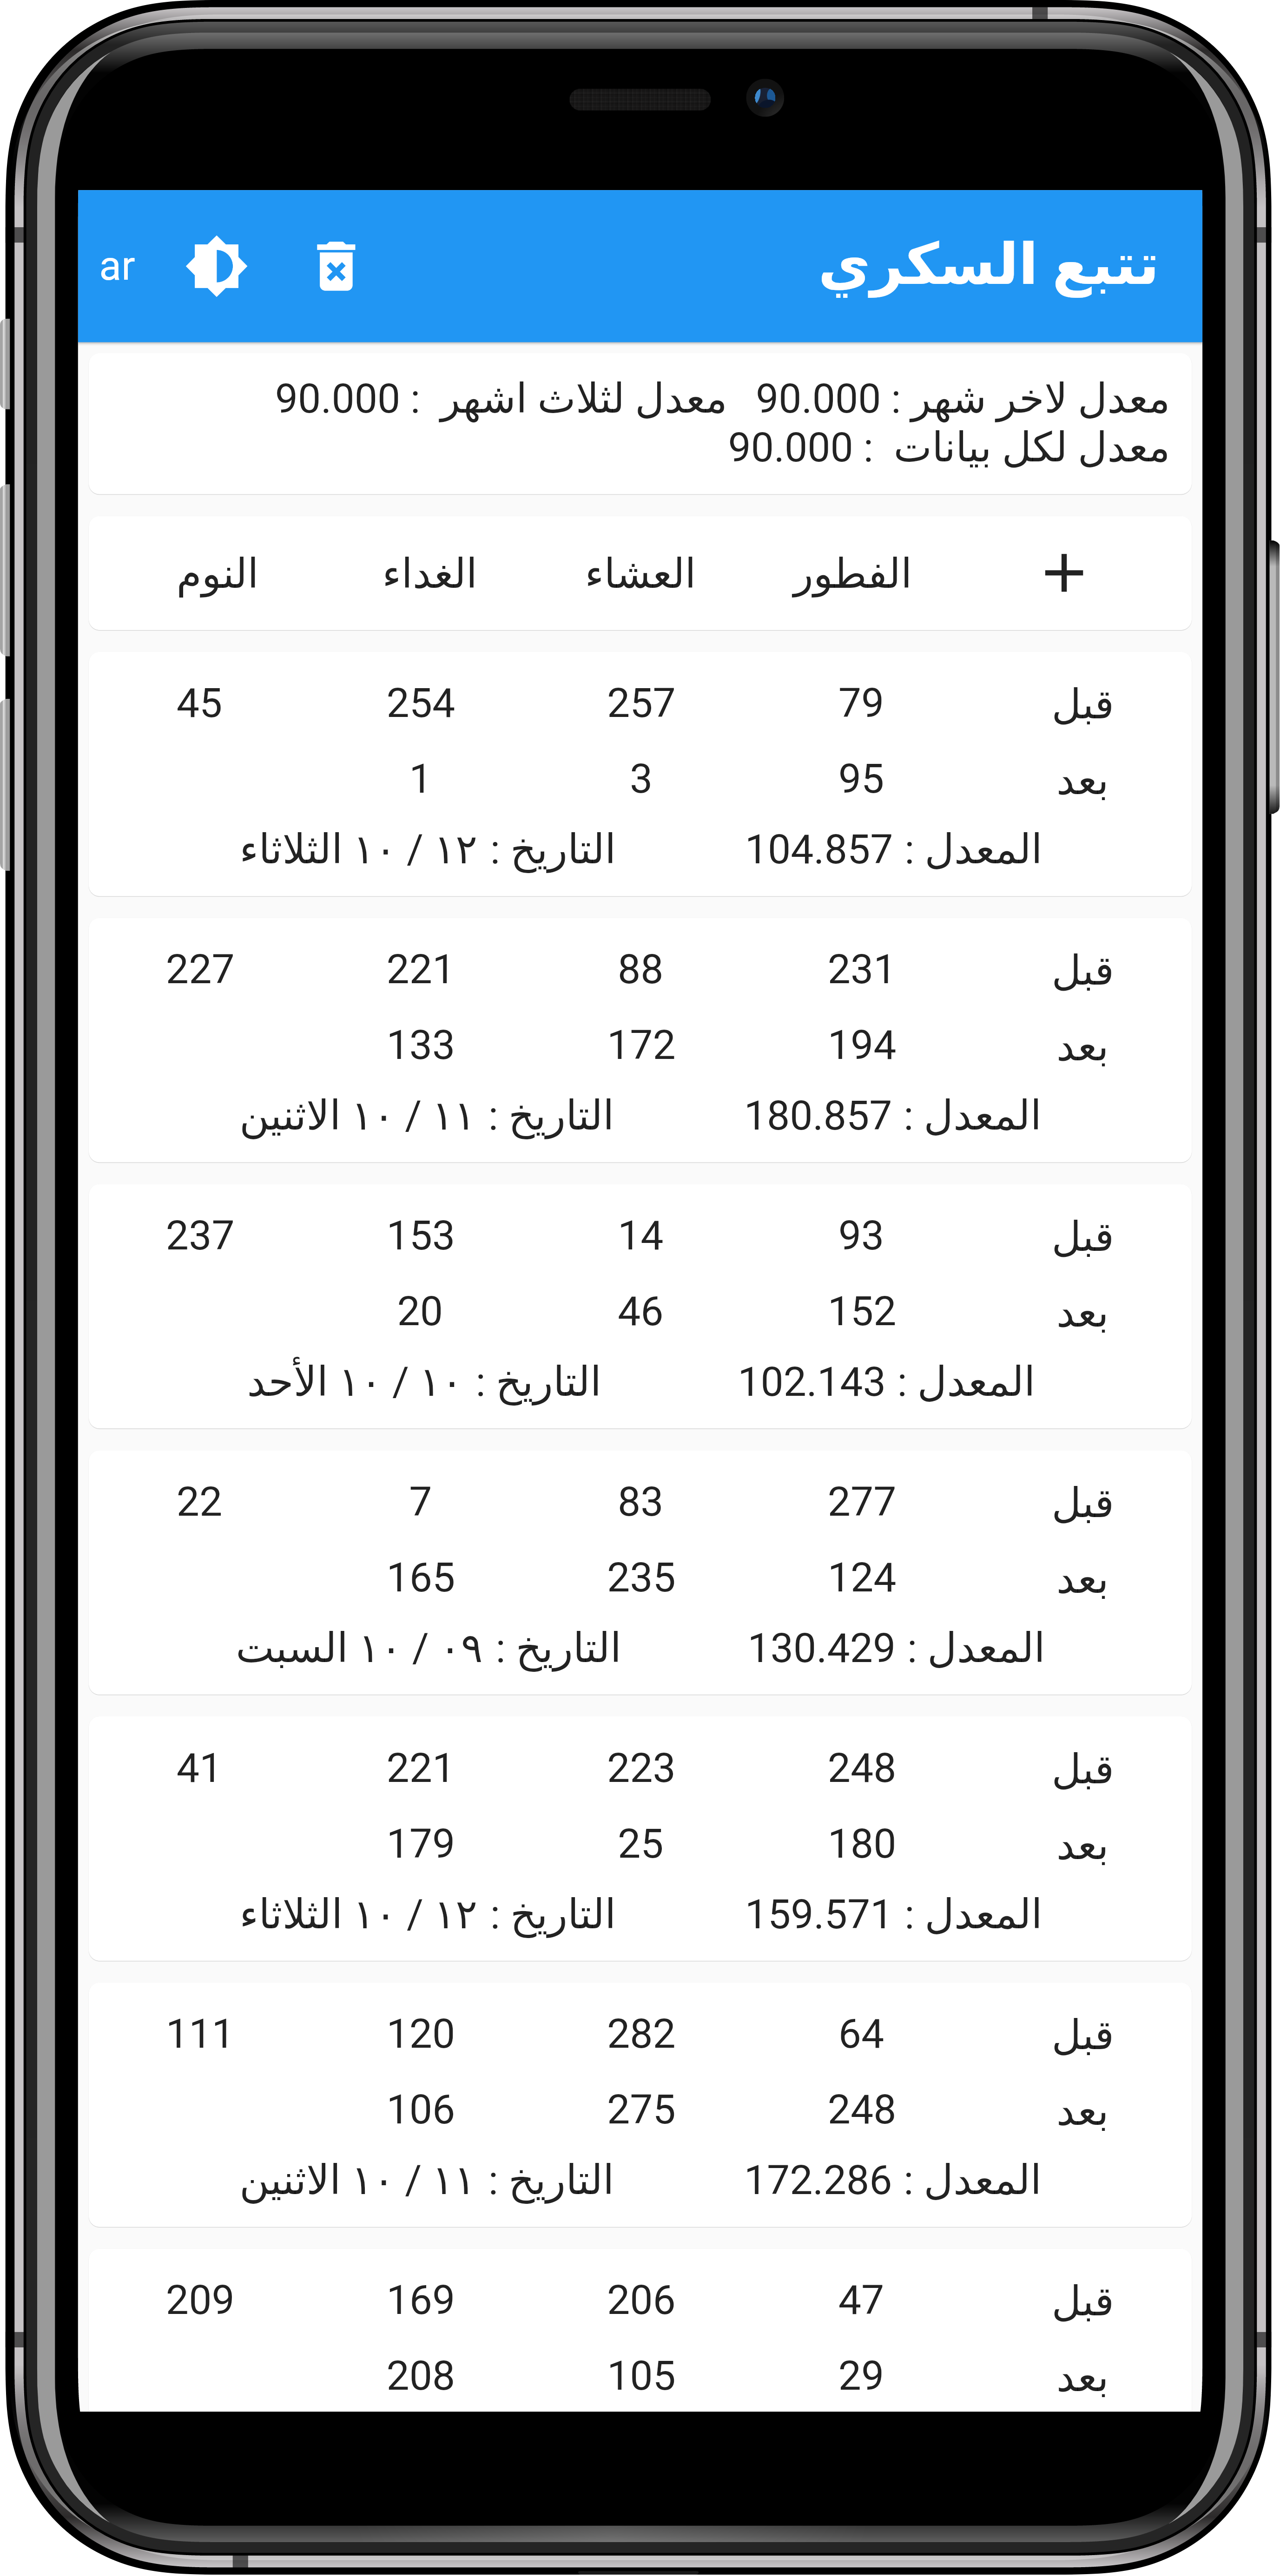 تتبع السكري ar
معدل لاخر شهر : 90.000 معدل لثلاث اشهر : 90.000
معدل لكل بيانات : 90.000
+ الفطور العشاء الغداء النوم
قبل 79 257 254 45
بعد 95 3 1
المعدل : 104.857 التاريخ : ١٢ / ١٠ الثلاثاء
قبل 231 88 221 227
بعد 194 172 133
المعدل : 180.857 التاريخ : ١١ / ١٠ الاثنين
قبل 93 14 153 237
بعد 152 46 20
المعدل : 102.143 التاريخ : ١٠ / ١٠ الأحد
قبل 277 83 7 22
بعد 124 235 165
المعدل : 130.429 التاريخ : ٠٩ / ١٠ السبت
قبل 248 223 221 41
بعد 180 25 179
المعدل : 159.571 التاريخ : ١٢ / ١٠ الثلاثاء
قبل 64 282 120 111
بعد 248 275 106
المعدل : 172.286 التاريخ : ١١ / ١٠ الاثنين
قبل 47 206 169 209
بعد 29 105 208